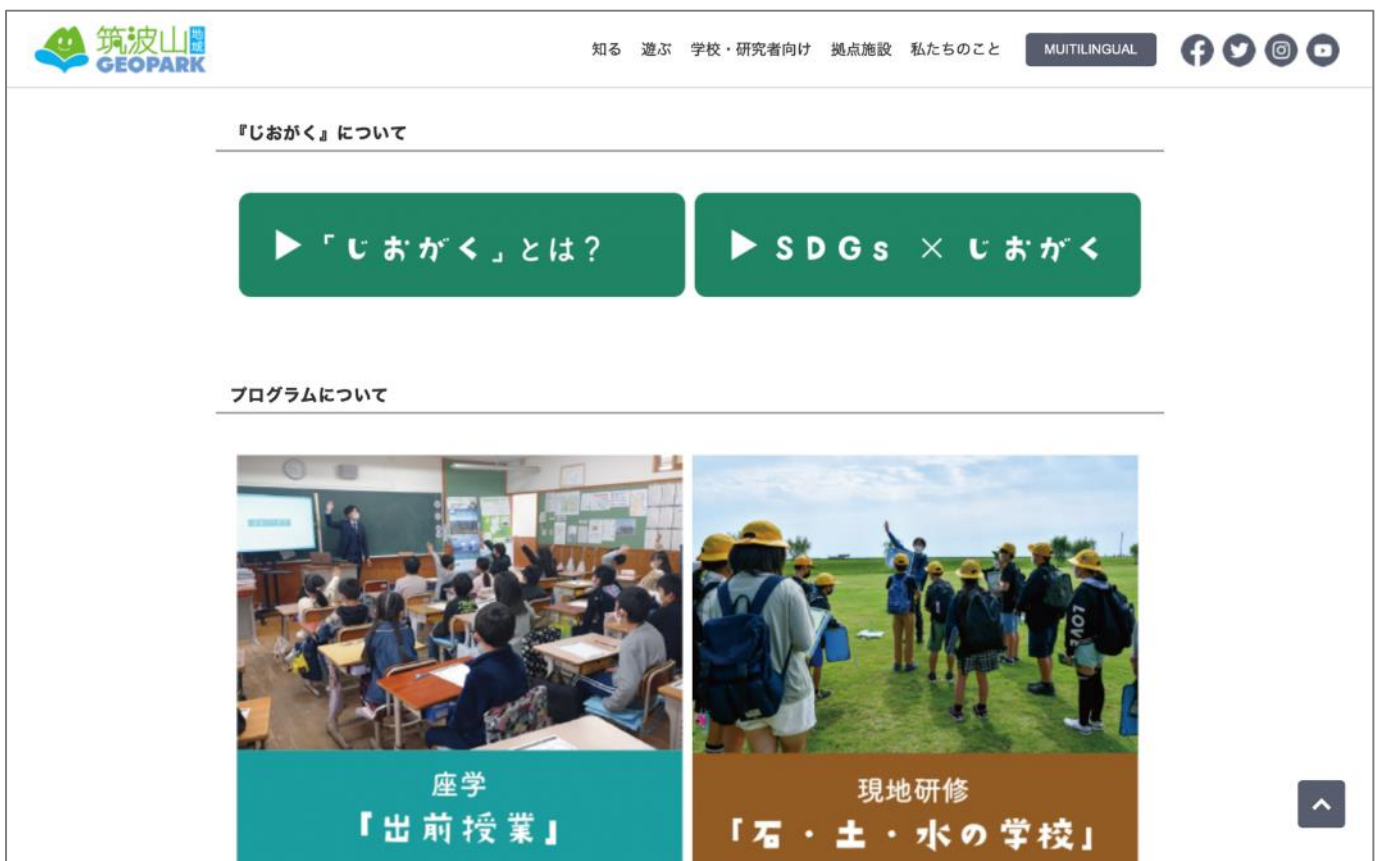 筑波山地域
GEOPARK
知る 遊ぶ 学校・研究者向け 拠点施設 私たちのこと MUITILINGUAL
『じおがく』について
▶「じおがく」とは？
▶SDGs × じおがく
プログラムについて
LOVE
座学
『出前授業』
現地研修
「石・土・水の学校」